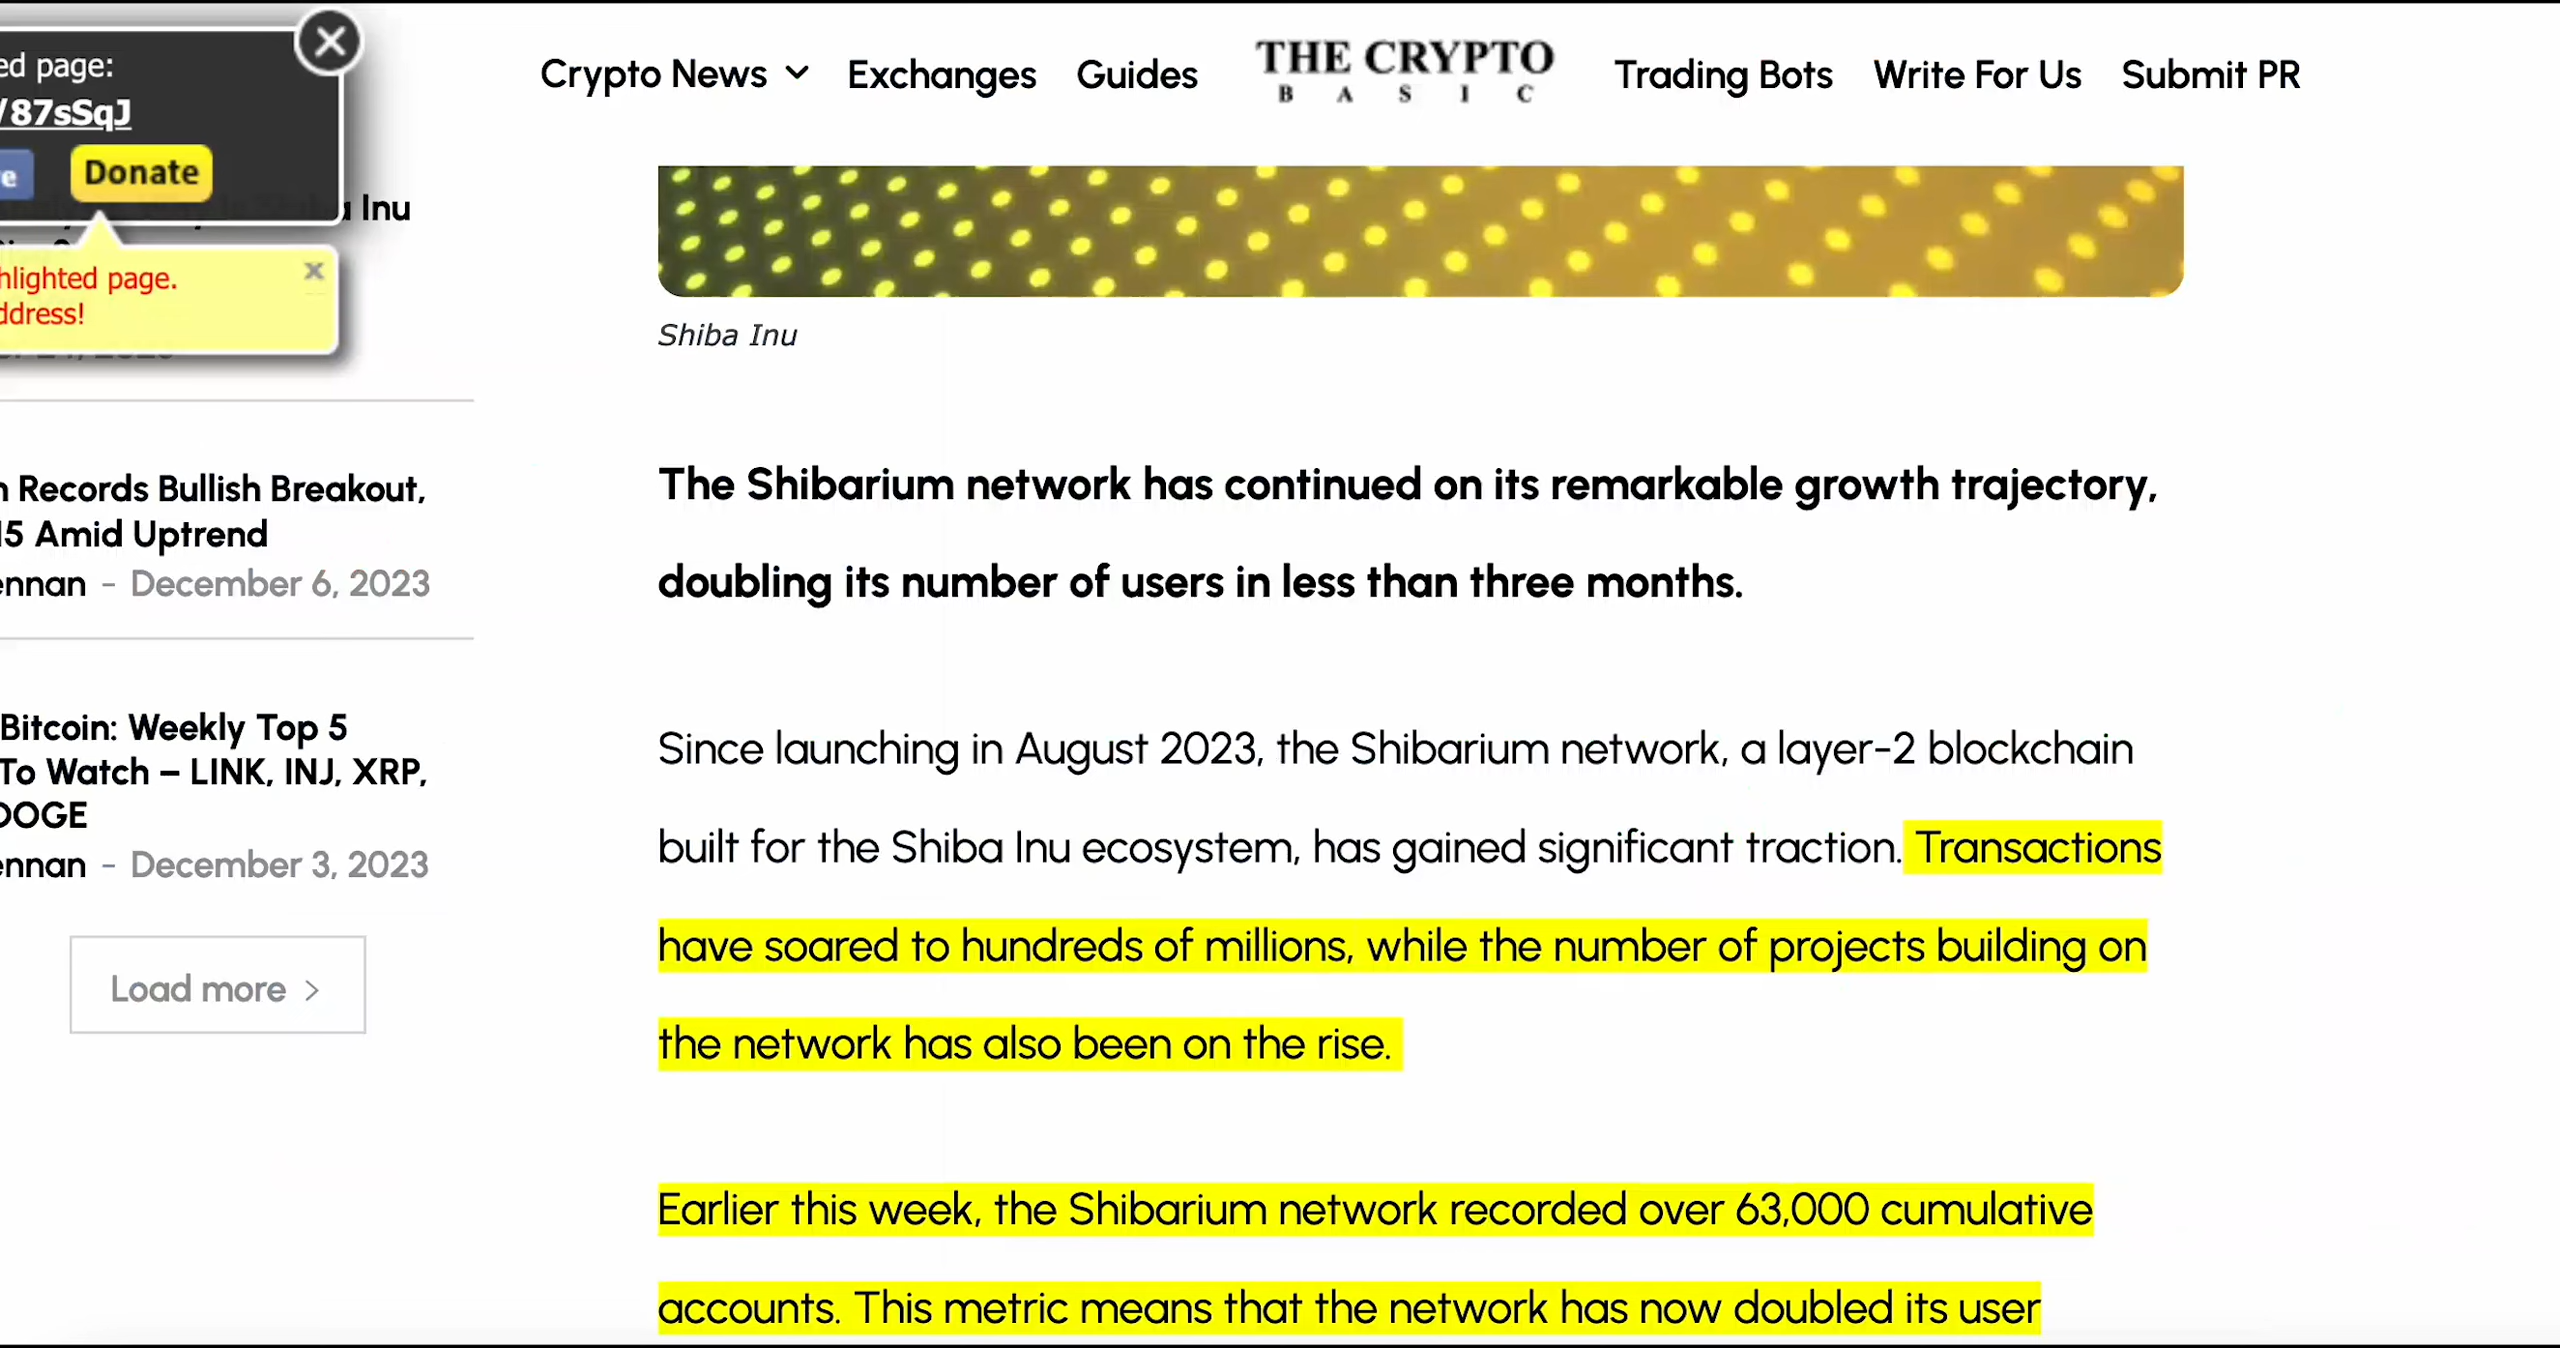 ed page:
/87sSqJ
e Donate
Inu
hlighted page.
ddress!
Crypto News Exchanges Guides THE CRYPTO BASIC Trading Bots Write For Us Submit PR
Shiba Inu
Records Bullish Breakout,
15 Amid Uptrend
ennan - December 6, 2023
Bitcoin: Weekly Top 5
To Watch – LINK, INJ, XRP,
DOGE
ennan - December 3, 2023
Load more >
The Shibarium network has continued on its remarkable growth trajectory,
doubling its number of users in less than three months.
Since launching in August 2023, the Shibarium network, a layer-2 blockchain
built for the Shiba Inu ecosystem, has gained significant traction. Transactions
have soared to hundreds of millions, while the number of projects building on
the network has also been on the rise.
Earlier this week, the Shibarium network recorded over 63,000 cumulative
accounts. This metric means that the network has now doubled its user